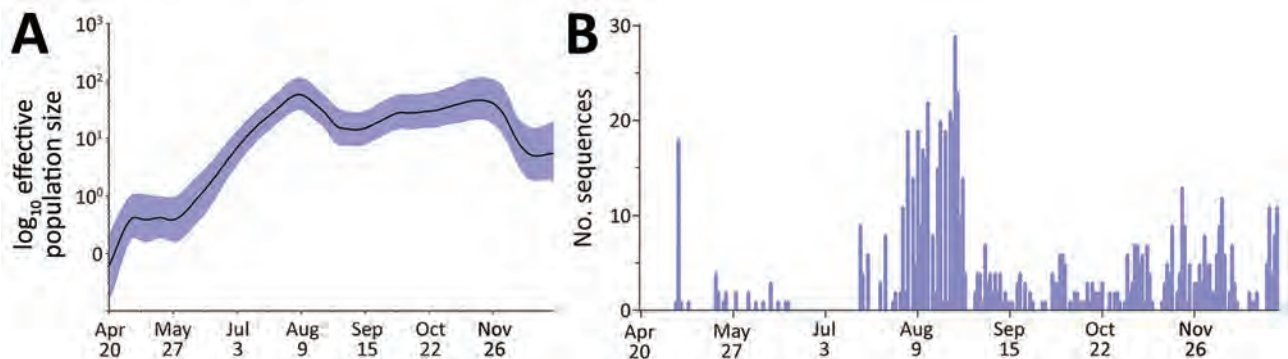 A
log10 effective
population size
10³
10²
10¹
10⁰
0
Apr
20
May
27
Jul
3
Aug
9
Sep
15
Oct
22
Nov
26
B
No. sequences
30
20
10
0
Apr
20
May
27
Jul
3
Aug
9
Sep
15
Oct
22
Nov
26